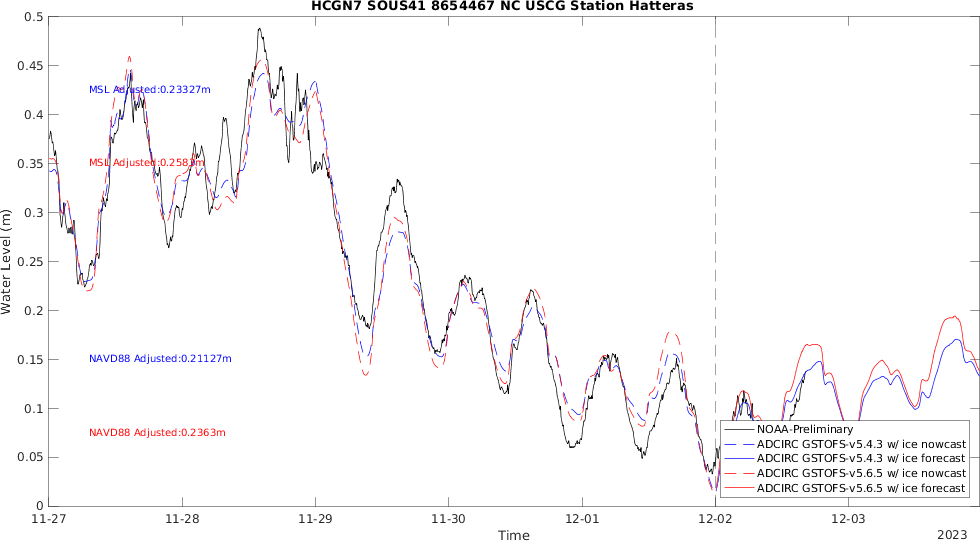 HCGN7 SOUS41 8654467 NC USCG Station Hatteras
0.5
0.45
0.4
0.35
0.3
0.25
0.2
0.15
0.1
0.05
0
Water Level (m)
MSL Adjusted:0.23327m
MSL Adjusted:0.2583m
NAVD88 Adjusted:0.21127m
NAVD88 Adjusted:0.2363m
NOAA-Preliminary
ADCIRC GSTOFS-v5.4.3 w/ ice nowcast
ADCIRC GSTOFS-v5.4.3 w/ ice forecast
ADCIRC GSTOFS-v5.6.5 w/ ice nowcast
ADCIRC GSTOFS-v5.6.5 w/ ice forecast
11-27 11-28 11-29 11-30 12-01 12-02 12-03
Time
2023